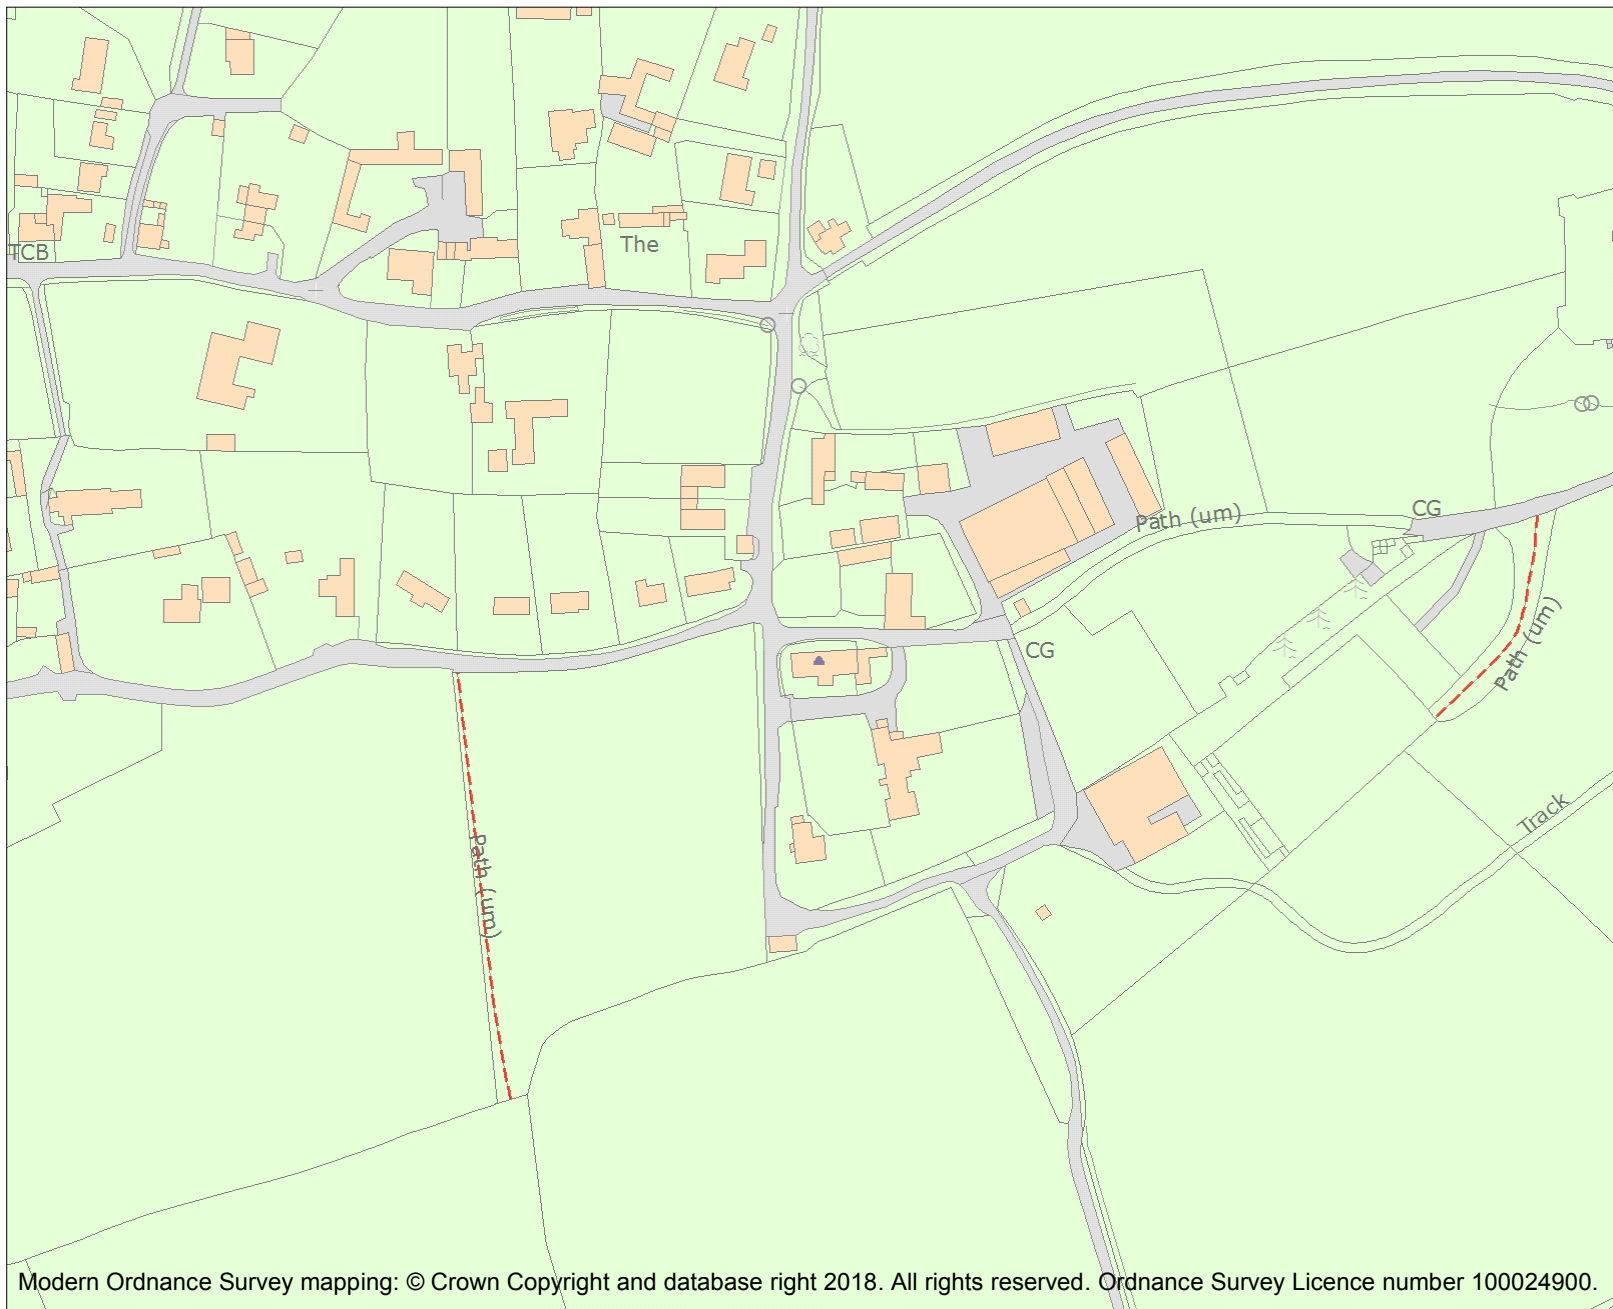 The
TCB
CG
Path (um)
Path (um)
CG
Track
Path (um)
Modern Ordnance Survey mapping: © Crown Copyright and database right 2018. All rights reserved. Ordnance Survey Licence number 100024900.